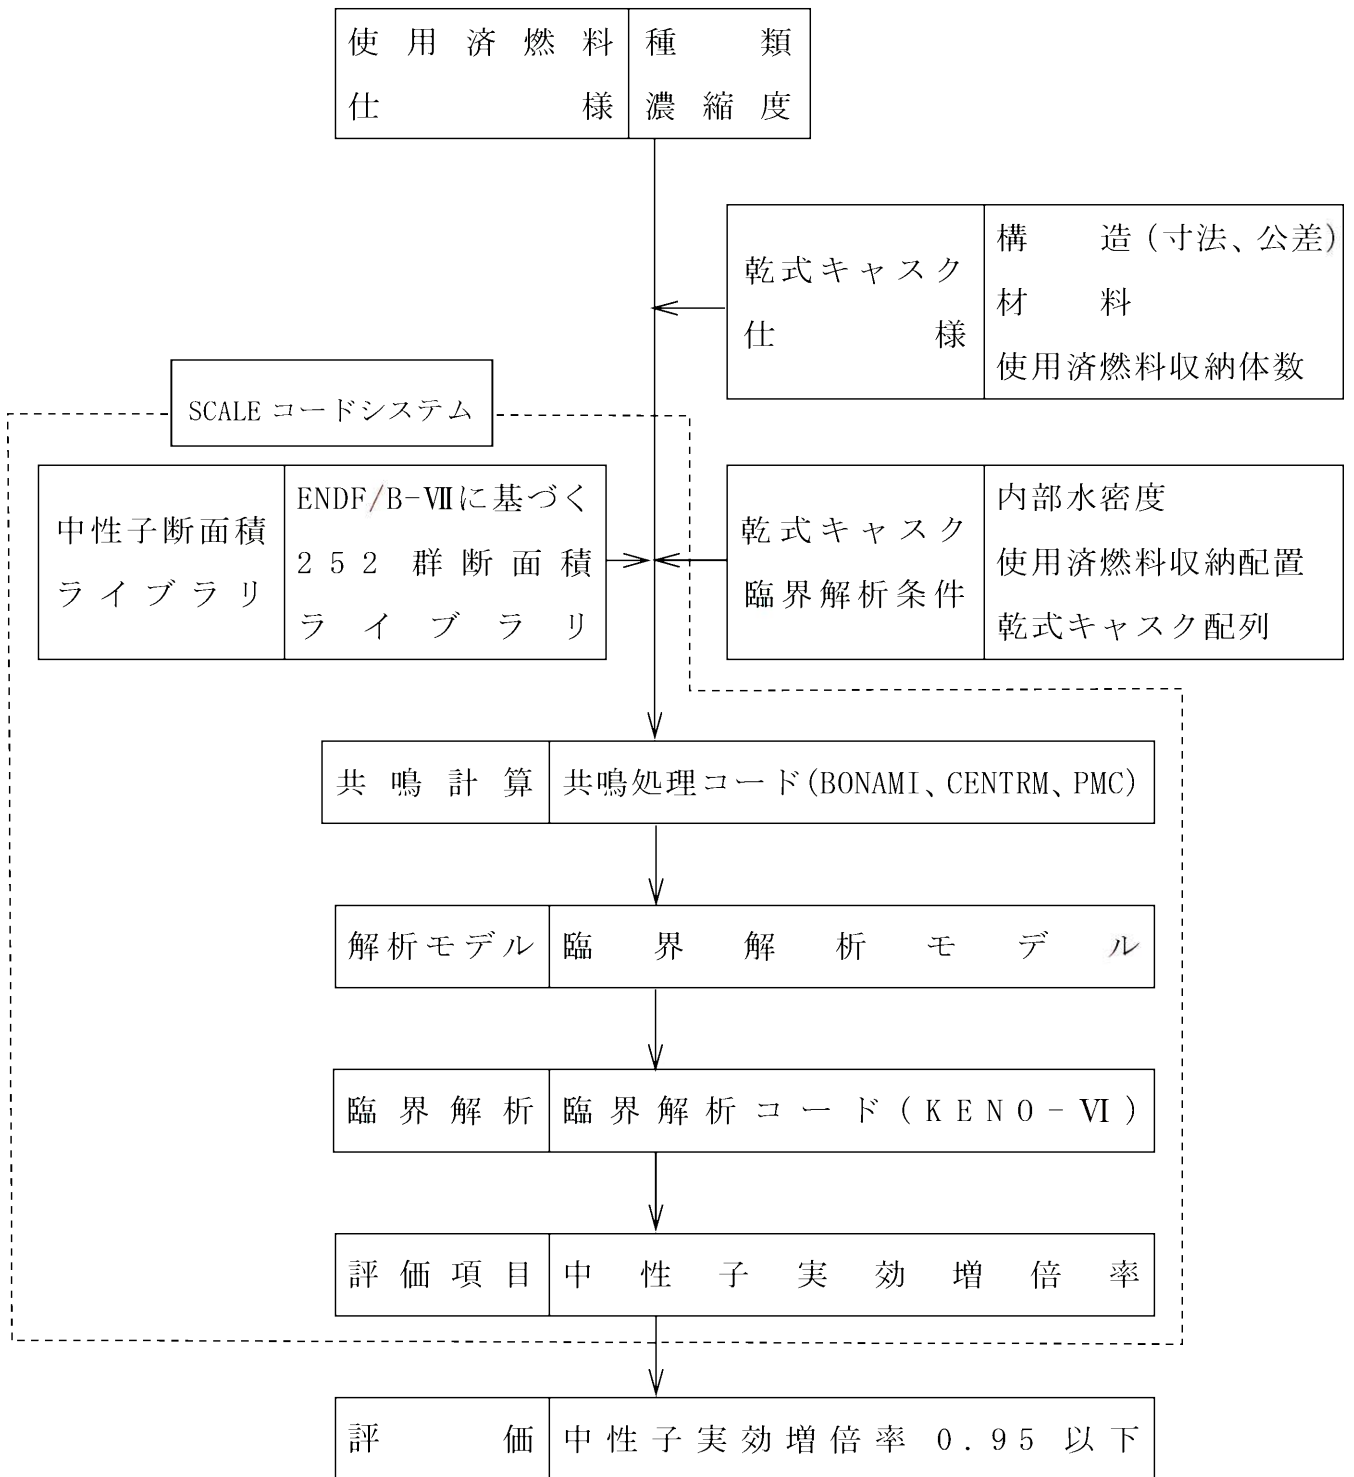 使用済燃料仕様
種類
濃縮度
乾式キャスク仕様
構造(寸法、公差)
材料
使用済燃料収納体数
SCALEコードシステム
中性子断面積ライブラリ
ENDF/B-Ⅶに基づく
252群断面積
ライブラリ
乾式キャスク臨界解析条件
内部水密度
使用済燃料収納配置
乾式キャスク配列
共鳴計算
共鳴処理コード(BONAMI、CENTRM、PMC)
解析モデル
臨界解析モデル
臨界解析
臨界解析コード(KENO-Ⅵ)
評価項目
中性子実効増倍率
評価
中性子実効増倍率 0.95 以下